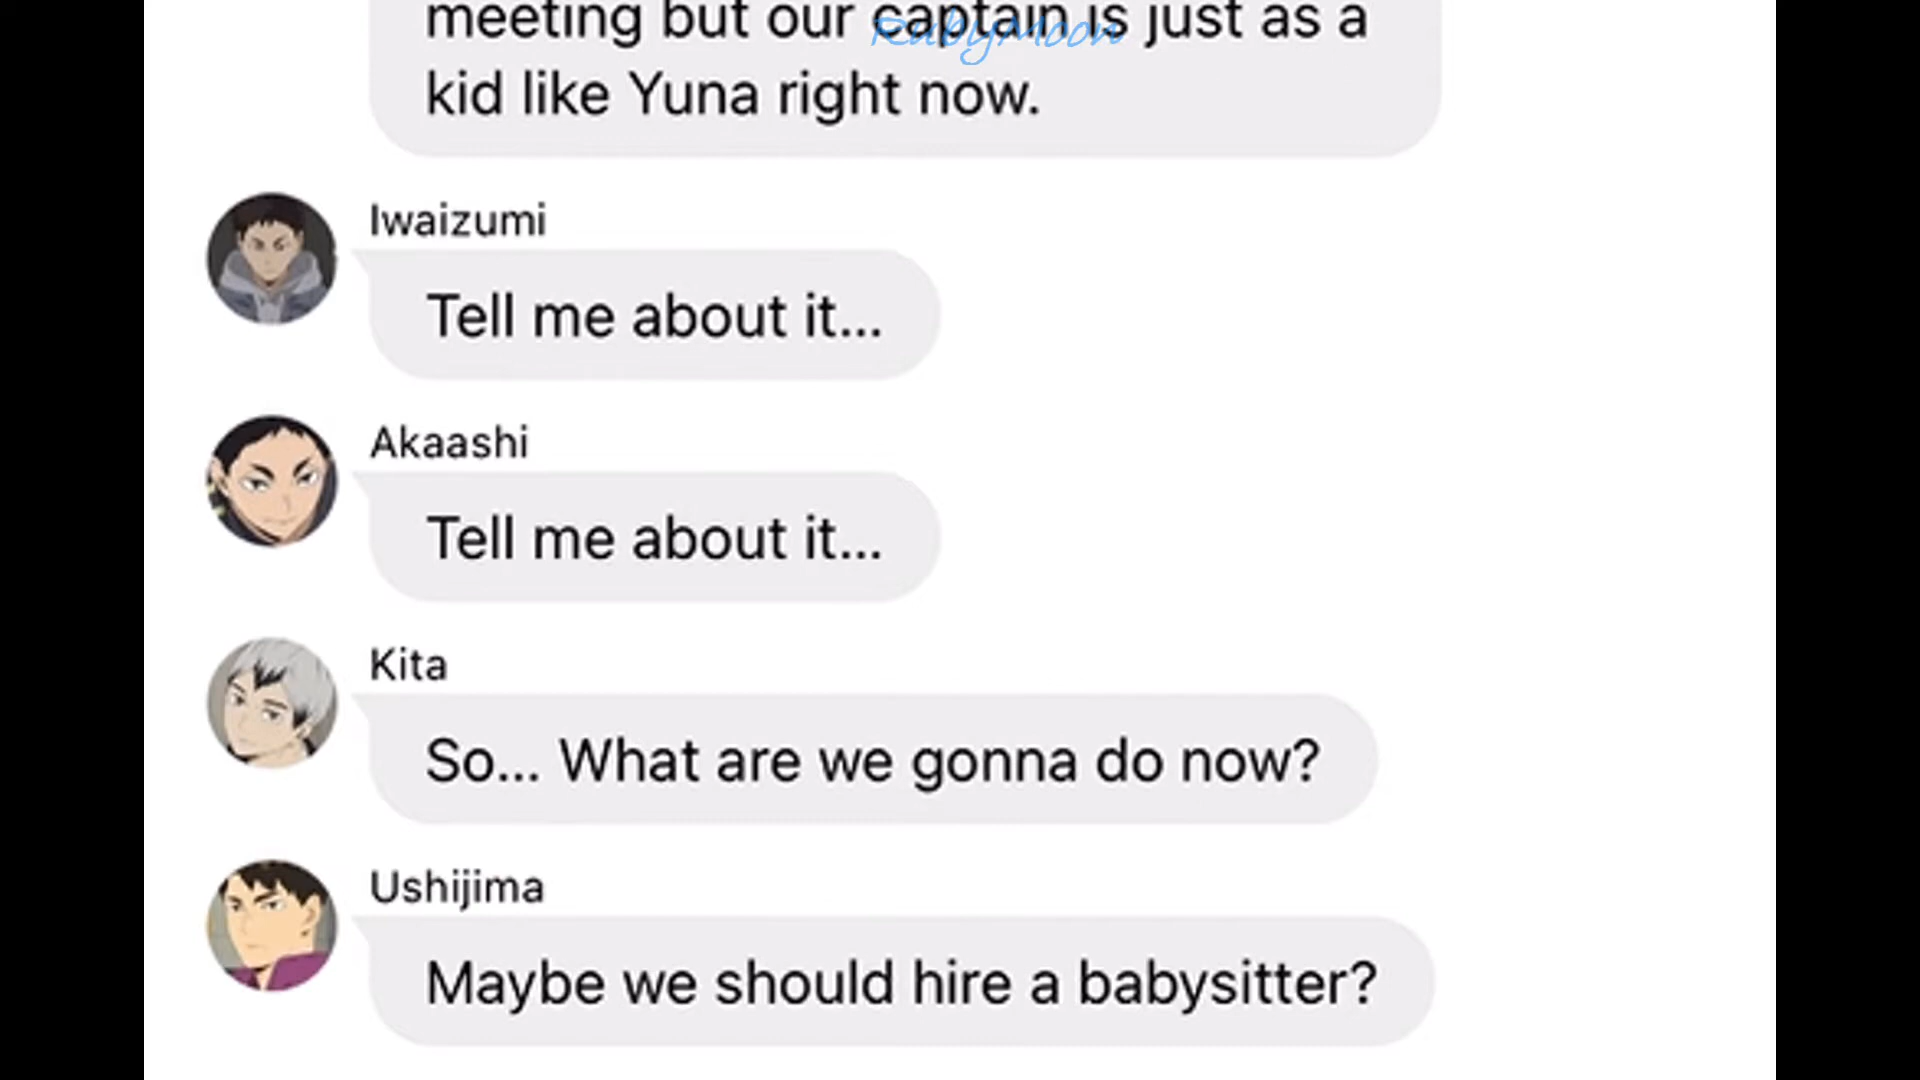 meeting but our captain is just as a
RubyMoon
kid like Yuna right now.
Iwaizumi
Tell me about it...
Akaashi
Tell me about it...
Kita
So... What are we gonna do now?
Ushijima
Maybe we should hire a babysitter?